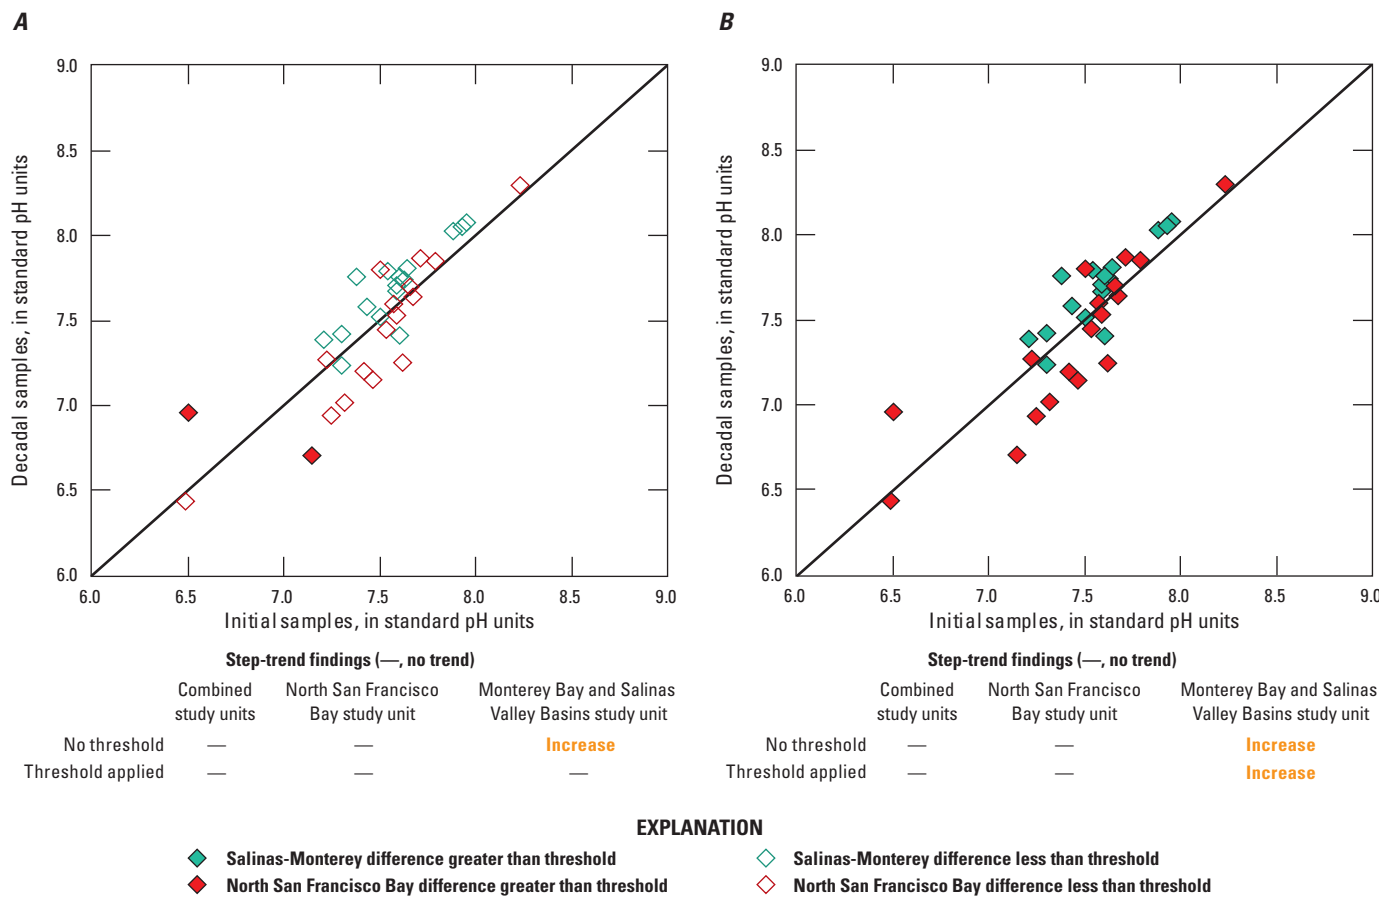 A
B
Decadal samples, in standard pH units
9.0
8.5
8.0
7.5
7.0
6.5
6.0
6.0 6.5 7.0 7.5 8.0 8.5 9.0
Initial samples, in standard pH units
Decadal samples, in standard pH units
9.0
8.5
8.0
7.5
7.0
6.5
6.0
6.0 6.5 7.0 7.5 8.0 8.5 9.0
Initial samples, in standard pH units
Step-trend findings (—, no trend)
Combined North San Francisco Monterey Bay and Salinas
study units Bay study unit Valley Basins study unit
No threshold — — Increase
Threshold applied — — —
Step-trend findings (—, no trend)
Combined North San Francisco Monterey Bay and Salinas
study units Bay study unit Valley Basins study unit
No threshold — — Increase
Threshold applied — — Increase
EXPLANATION
Salinas-Monterey difference greater than threshold
North San Francisco Bay difference greater than threshold
Salinas-Monterey difference less than threshold
North San Francisco Bay difference less than threshold